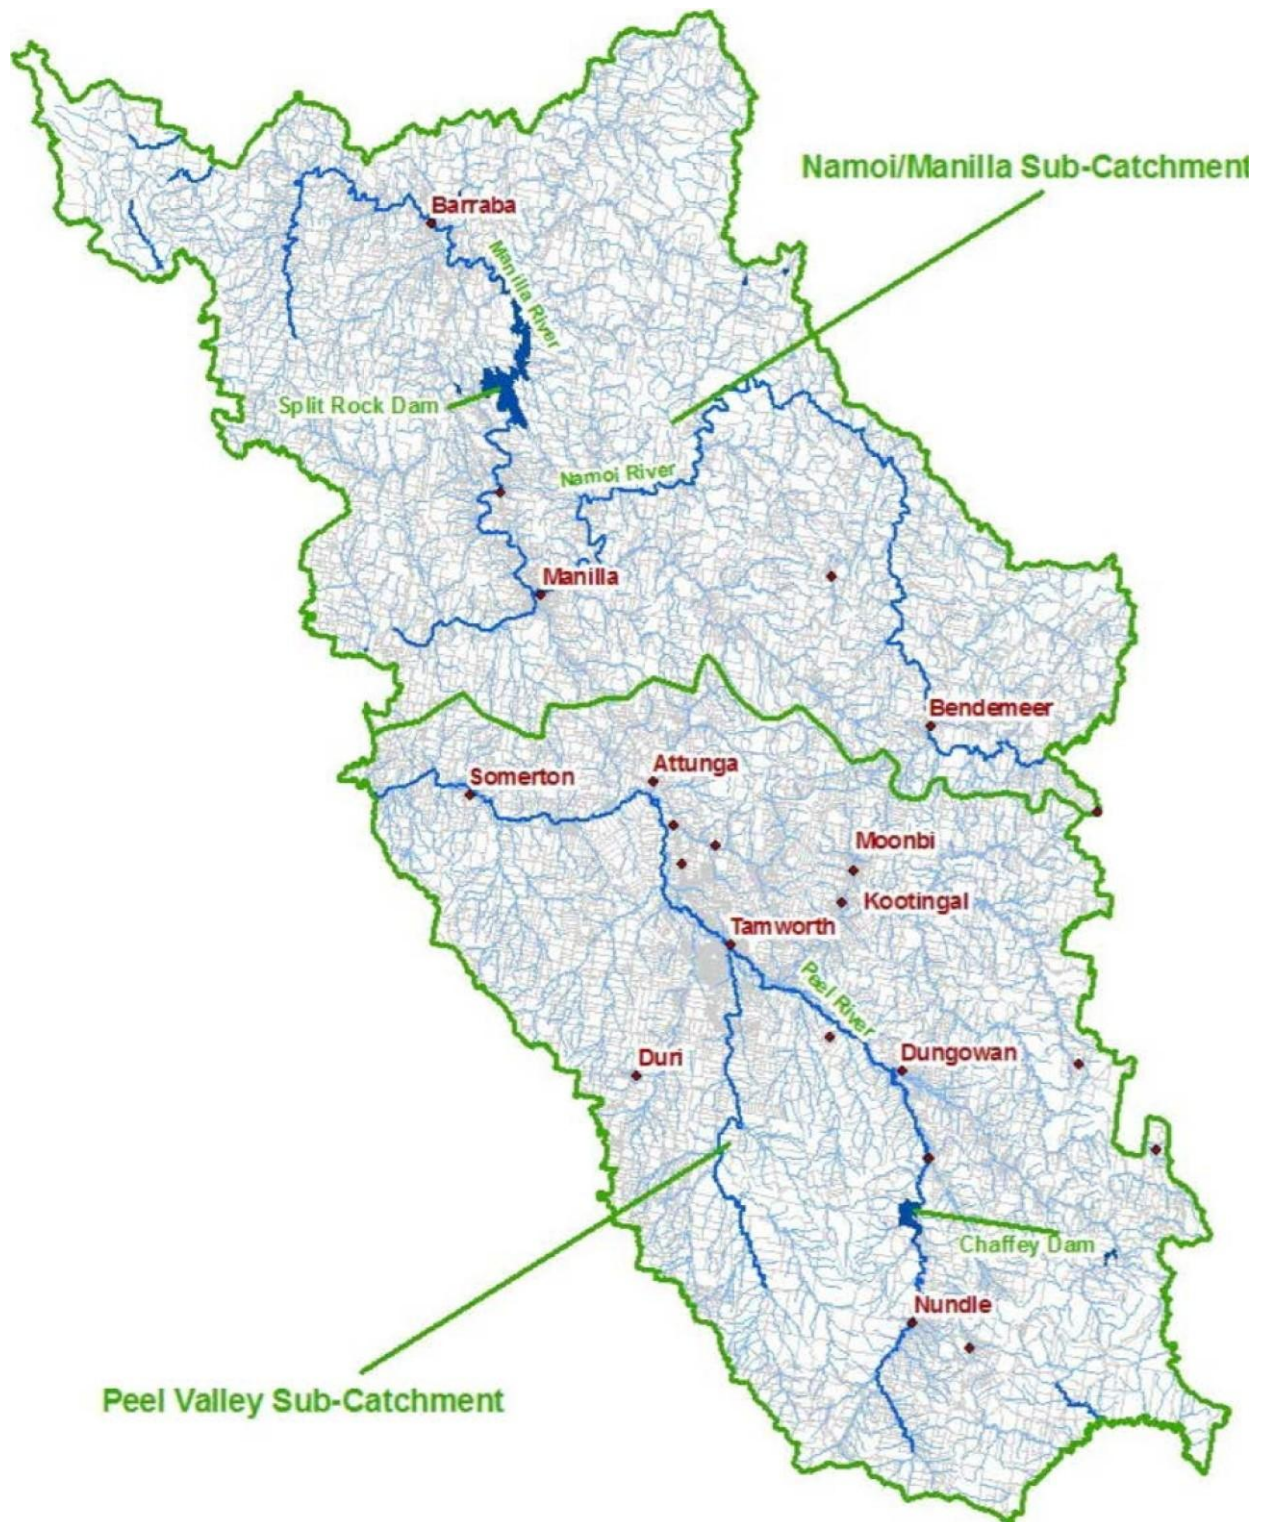 Namoi/Manilla Sub-Catchment
Barraba
Manilla River
Split Rock Dam
Namoi River
Manilla
Bendemeer
Attunga
Somerton
Moonbi
Kootingal
Tamworth
Peel River
Dungowan
Duri
Chaffey Dam
Nundle
Peel Valley Sub-Catchment